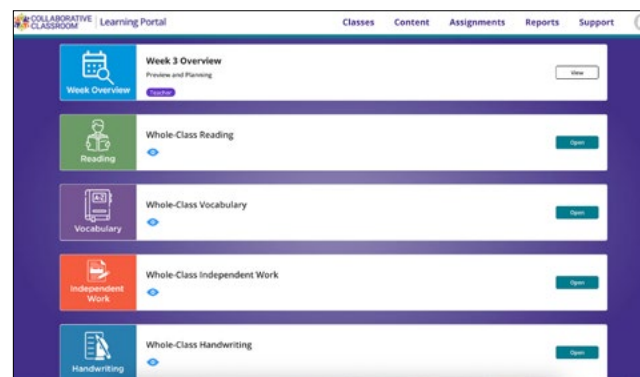 COLLABORATIVE
CLASSROOM
Learning Portal
Classes Content Assignments Reports Support
Week Overview
Week 3 Overview
Preview and Planning
Teacher
View
Reading
Whole-Class Reading
Open
Vocabulary
Whole-Class Vocabulary
Open
Independent
Work
Whole-Class Independent Work
Open
Handwriting
Whole-Class Handwriting
Open